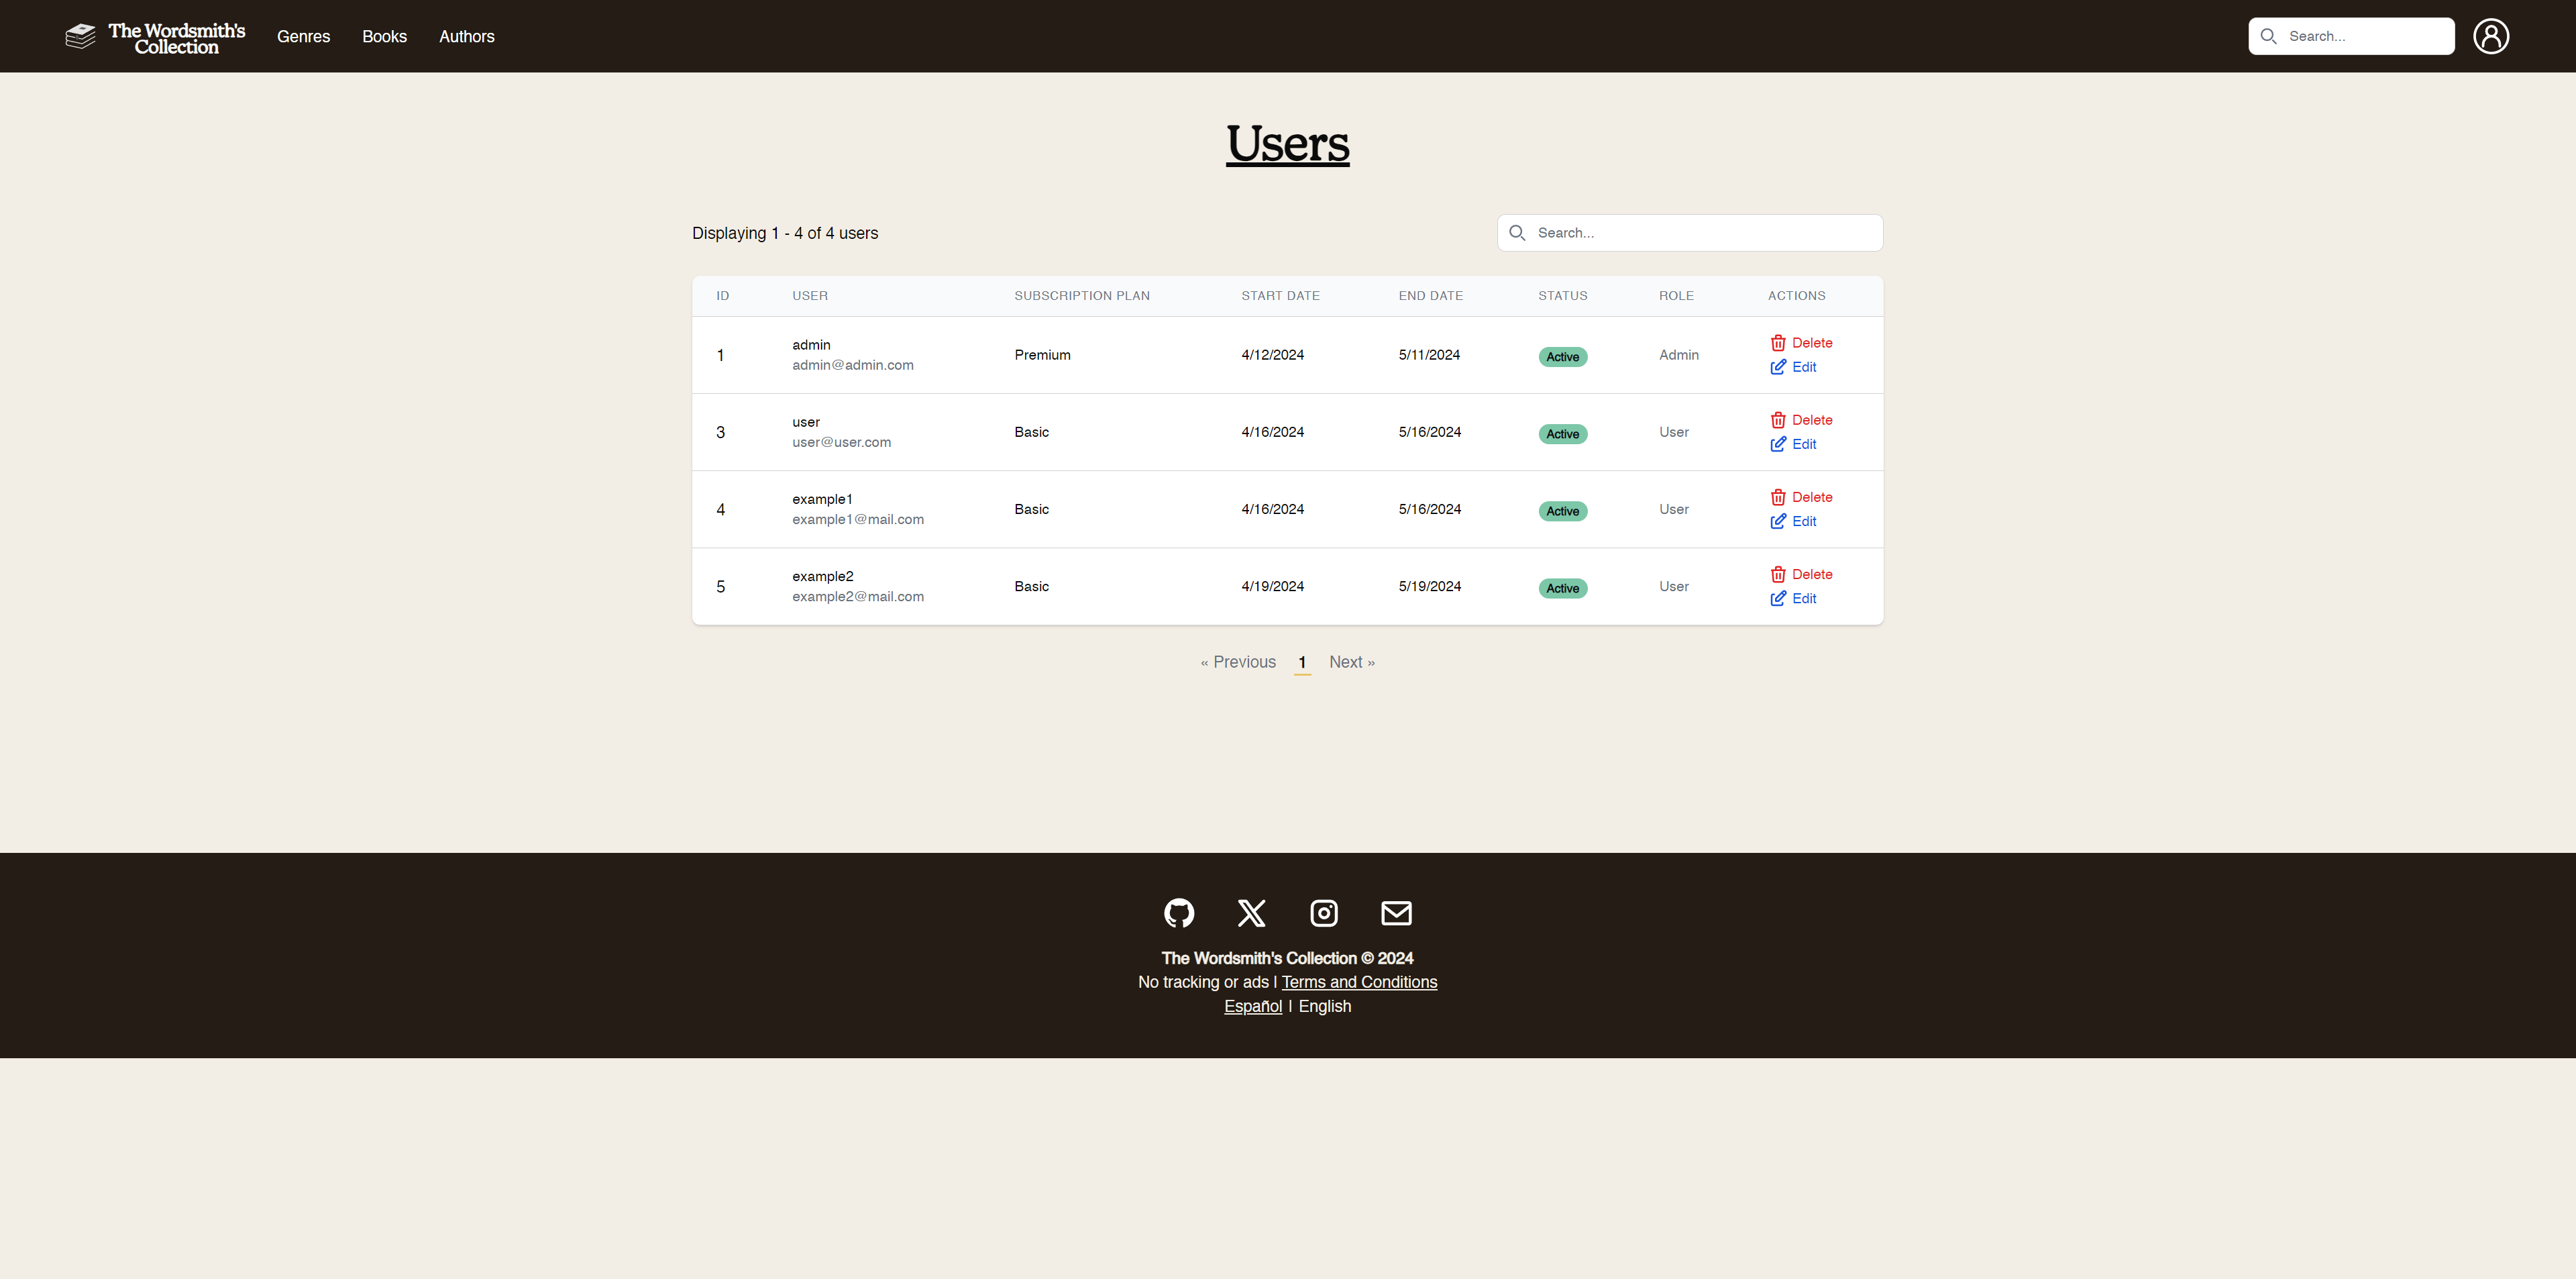 The Wordsmith's
Collection
Genres Books Authors Search...
Users
Displaying 1 - 4 of 4 users Search...
ID USER SUBSCRIPTION PLAN START DATE END DATE STATUS ROLE ACTIONS
1 admin admin@admin.com Premium 4/12/2024 5/11/2024 Active Admin Delete Edit
3 user user@user.com Basic 4/16/2024 5/16/2024 Active User Delete Edit
4 example1 example1@mail.com Basic 4/16/2024 5/16/2024 Active User Delete Edit
5 example2 example2@mail.com Basic 4/19/2024 5/19/2024 Active User Delete Edit
« Previous 1 Next »
The Wordsmith's Collection © 2024
No tracking or ads | Terms and Conditions
Español | English